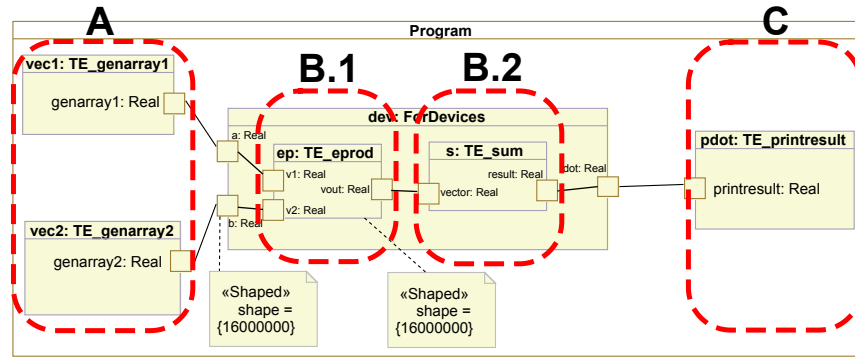 A
Program
C
B.1
B.2
vec1: TE_genarray1
genarray1: Real
dev: ForDevices
a: Real
ep: TE_eprod
v1: Real
vout: Real
v2: Real
b: Real
s: TE_sum
result: Real
vector: Real
pdot: Real
pdot: TE_printresult
printresult: Real
vec2: TE_genarray2
genarray2: Real
«Shaped»
shape =
{16000000}
«Shaped»
shape =
{16000000}